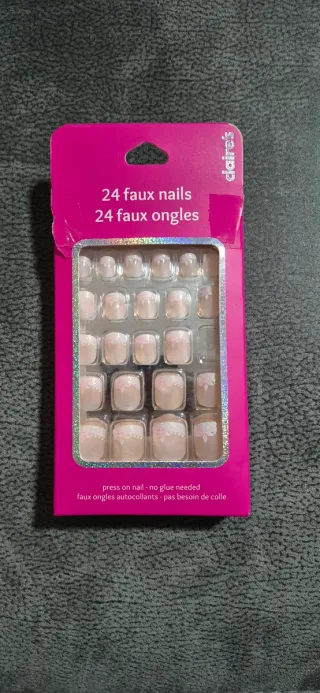 claire's
24 faux nails
24 faux ongles
press on nail - no glue needed
faux ongles autocollants - pas besoin de colle